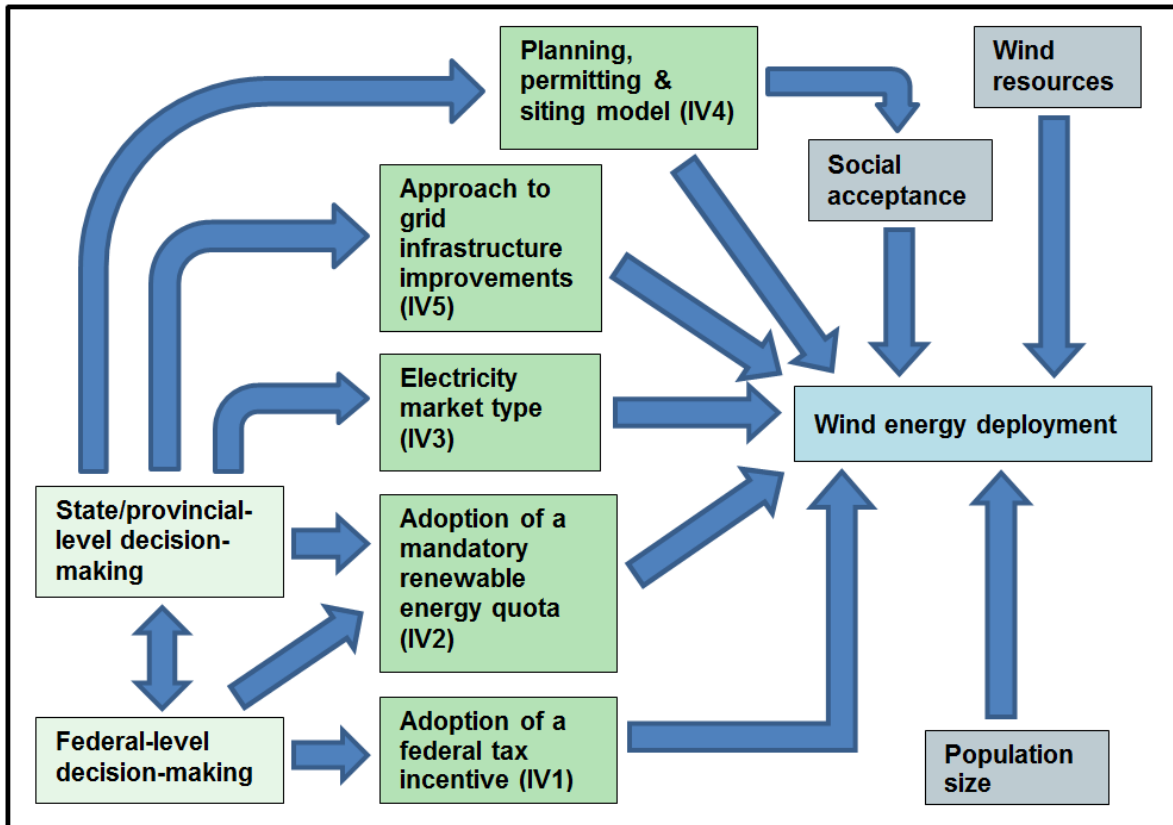 Planning,
permitting &
siting model (IV4)
Wind
resources
Social
acceptance
Approach to
grid
infrastructure
improvements
(IV5)
Electricity
market type
(IV3)
Wind energy deployment
State/provincial-
level decision-
making
Adoption of a
mandatory
renewable
energy quota
(IV2)
Federal-level
decision-making
Adoption of a
federal tax
incentive (IV1)
Population
size